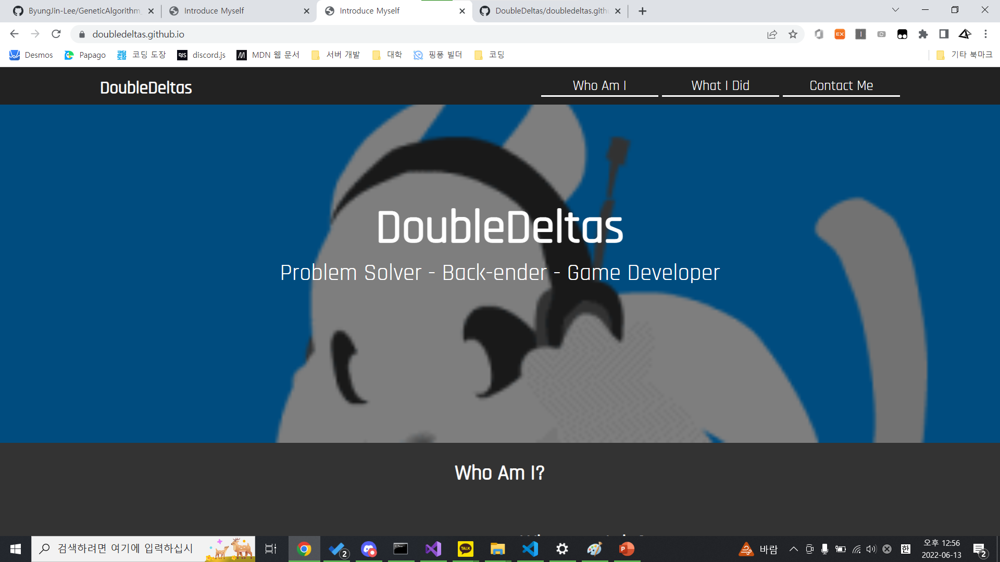 ByungJin-Lee/GeneticAlgorithm_
Introduce Myself
Introduce Myself
DoubleDeltas/doubledeltas.gith
doubledeltas.github.io
EX
Desmos
Papago
코딩 도장
DJS
discord.js
MDN 웹 문서
서버 개발
대학
핑퐁 빌더
코딩
기타 북마크
DoubleDeltas
Who Am I
What I Did
Contact Me
DoubleDeltas
Problem Solver - Back-ender - Game Developer
Who Am I?
검색하려면 여기에 입력하십시
2
TALK
P
바람
한
오후 12:56
2022-06-13
2